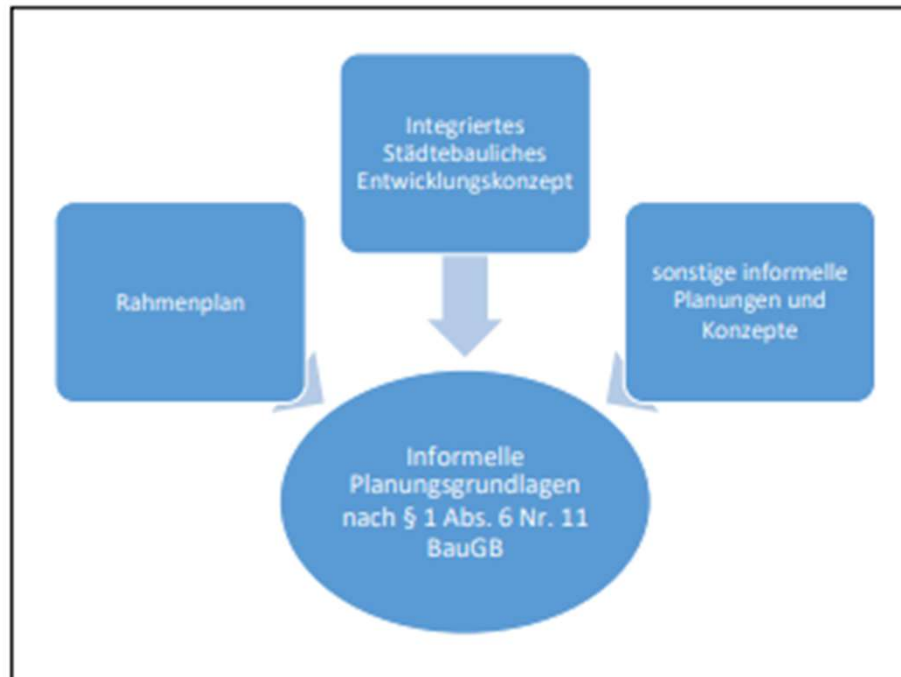 Integriertes
Städtebauliches
Entwicklungskonzept
Rahmenplan
sonstige informelle
Planungen und
Konzepte
Informelle
Planungsgrundlagen
nach § 1 Abs. 6 Nr. 11
BauGB